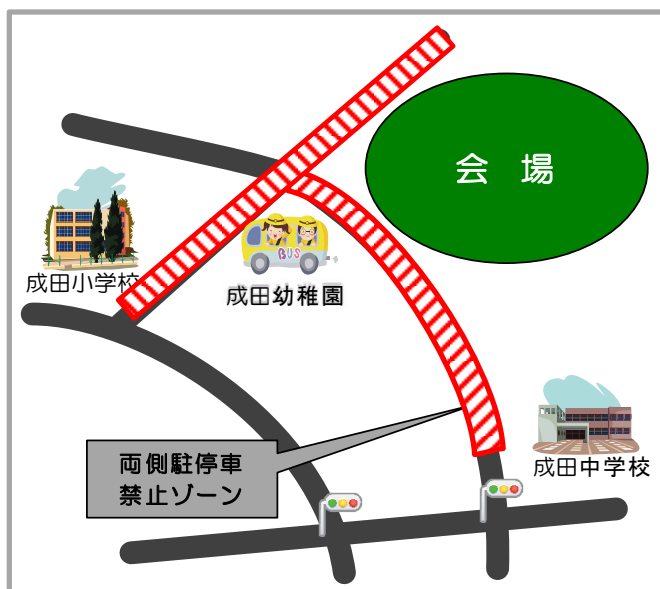 会 場
成田小学校
BUS
成田幼稚園
両側駐停車
禁止ゾーン
成田中学校